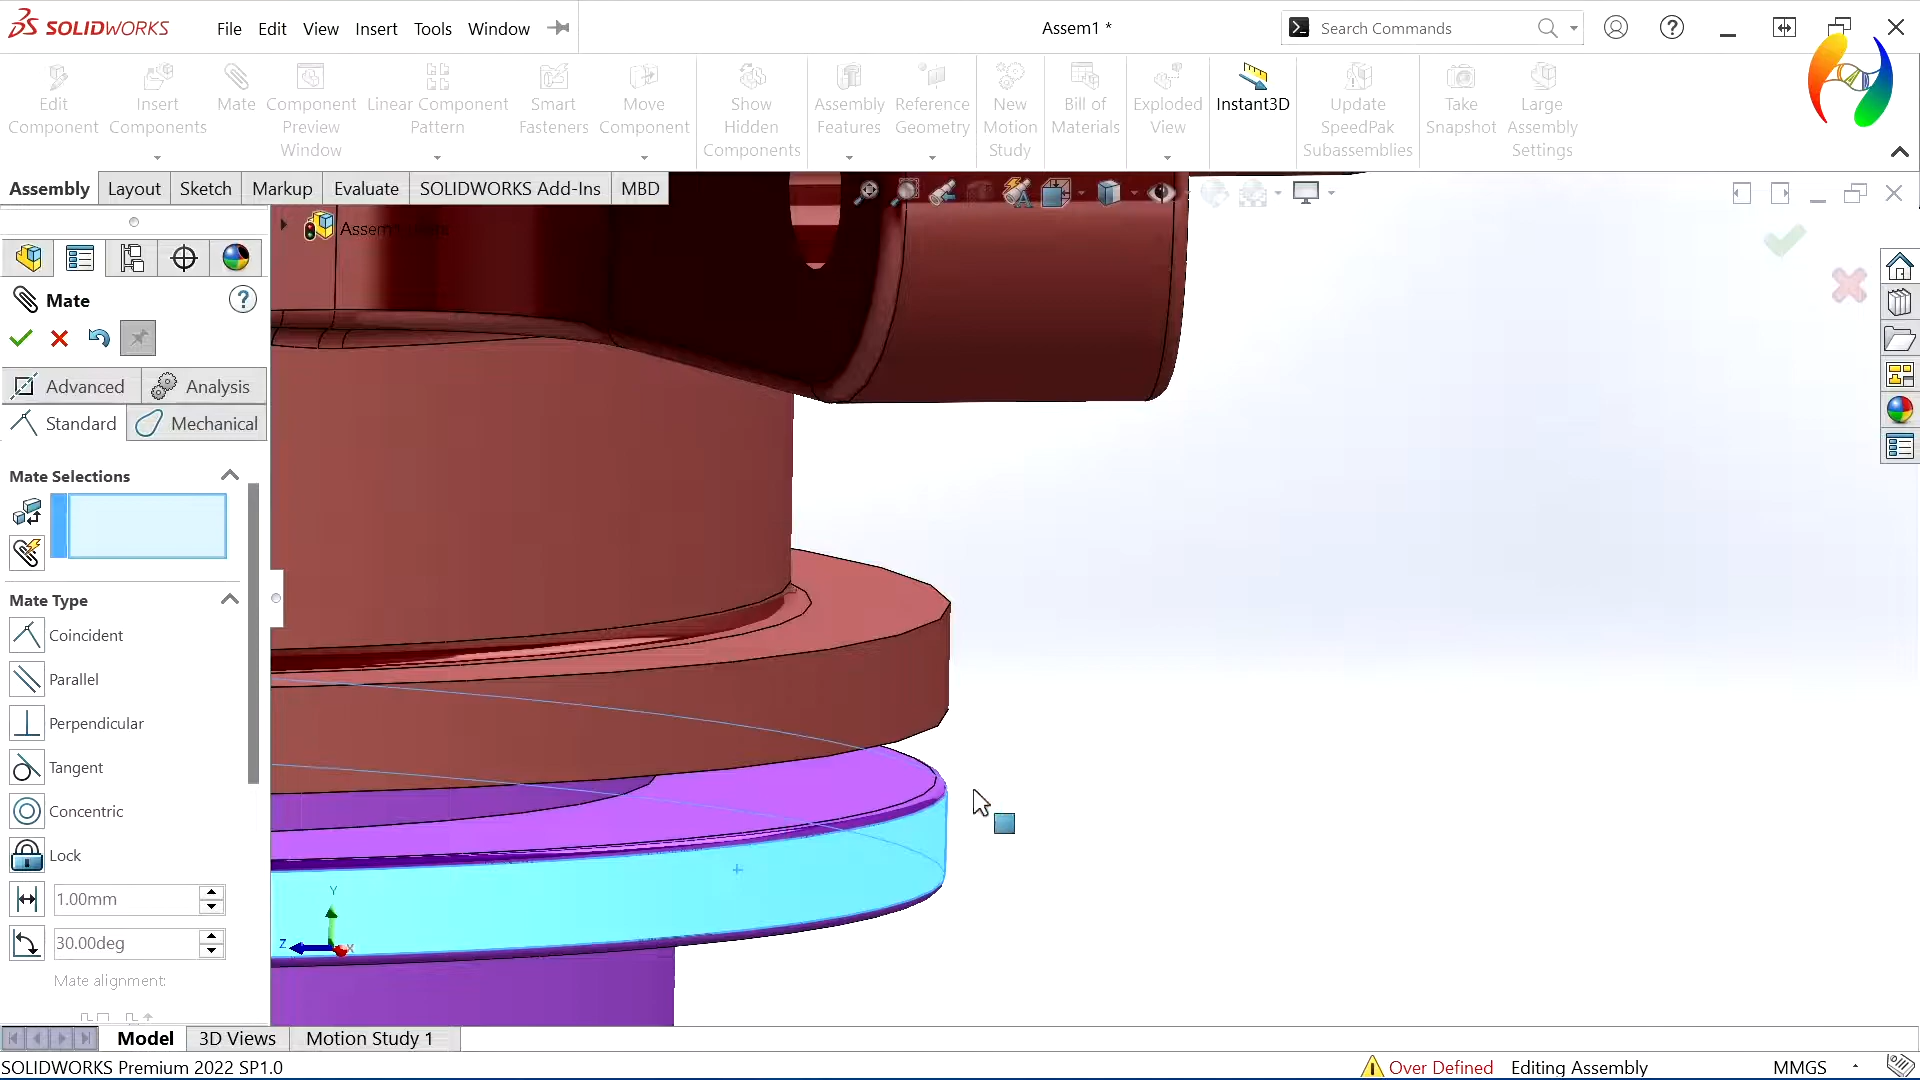 SOLIDWORKS
File Edit View Insert Tools Window
Assem1 *
Search Commands
Edit Component
Insert Components
Mate
Component Preview Window
Linear Component Pattern
Smart Fasteners
Move Component
Show Hidden Components
Assembly Features
Reference Geometry
New Motion Study
Bill of Materials
Exploded View
Instant3D
Update SpeedPak Subassemblies
Take Snapshot
Large Assembly Settings
Assembly Layout Sketch Markup Evaluate SOLIDWORKS Add-Ins MBD
Mate
Advanced Analysis
Standard Mechanical
Mate Selections
Mate Type
Coincident
Parallel
Perpendicular
Tangent
Concentric
Lock
1.00mm
30.00deg
Mate alignment:
Y
Z X
Model 3D Views Motion Study 1
SOLIDWORKS Premium 2022 SP1.0
Over Defined Editing Assembly MMGS